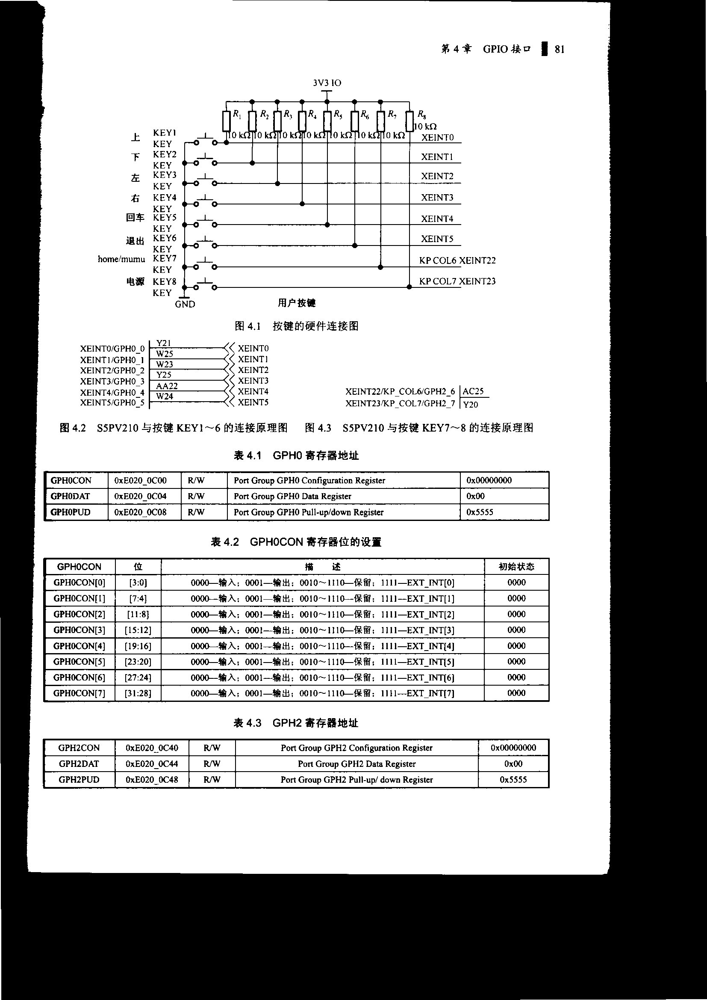 第 4 章 GPIO 接口 81
3V3 IO
R1 R2 R3 R4 R5 R6 R7 R8
10 kΩ
10 kΩ 10 kΩ 10 kΩ 10 kΩ 10 kΩ 10 kΩ 10 kΩ
上 KEY1 XEINT0
KEY
下 KEY2 XEINT1
KEY
左 KEY3 XEINT2
KEY
右 KEY4 XEINT3
KEY
回车 KEY5 XEINT4
KEY
退出 KEY6 XEINT5
KEY
home/mumu KEY7 KP COL6 XEINT22
KEY
电源 KEY8 KP COL7 XEINT23
KEY
GND 用户按键
图 4.1 按键的硬件连接图
XEINT0/GPH0_0 Y21 XEINT0
XEINT1/GPH0_1 W25 XEINT1
XEINT2/GPH0_2 W23 XEINT2
XEINT3/GPH0_3 Y25 XEINT3
XEINT4/GPH0_4 AA22 XEINT4
XEINT5/GPH0_5 W24 XEINT5
XEINT22/KP_COL6/GPH2_6 AC25
XEINT23/KP_COL7/GPH2_7 Y20
图 4.2 S5PV210 与按键 KEY1～6 的连接原理图 图 4.3 S5PV210 与按键 KEY7～8 的连接原理图
表 4.1 GPH0 寄存器地址
GPH0CON 0xE020_0C00 R/W Port Group GPH0 Configuration Register 0x00000000
GPH0DAT 0xE020_0C04 R/W Port Group GPH0 Data Register 0x00
GPH0PUD 0xE020_0C08 R/W Port Group GPH0 Pull-up/down Register 0x5555
表 4.2 GPH0CON 寄存器位的设置
GPH0CON 位 描 述 初始状态
GPH0CON[0] [3:0] 0000—输入；0001—输出；0010～1110—保留；1111—EXT_INT[0] 0000
GPH0CON[1] [7:4] 0000—输入；0001—输出；0010～1110—保留；1111—EXT_INT[1] 0000
GPH0CON[2] [11:8] 0000—输入；0001—输出；0010～1110—保留；1111—EXT_INT[2] 0000
GPH0CON[3] [15:12] 0000—输入；0001—输出；0010～1110—保留；1111—EXT_INT[3] 0000
GPH0CON[4] [19:16] 0000—输入；0001—输出；0010～1110—保留；1111—EXT_INT[4] 0000
GPH0CON[5] [23:20] 0000—输入；0001—输出；0010～1110—保留；1111—EXT_INT[5] 0000
GPH0CON[6] [27:24] 0000—输入；0001—输出；0010～1110—保留；1111—EXT_INT[6] 0000
GPH0CON[7] [31:28] 0000—输入；0001—输出；0010～1110—保留；1111—EXT_INT[7] 0000
表 4.3 GPH2 寄存器地址
GPH2CON 0xE020_0C40 R/W Port Group GPH2 Configuration Register 0x00000000
GPH2DAT 0xE020_0C44 R/W Port Group GPH2 Data Register 0x00
GPH2PUD 0xE020_0C48 R/W Port Group GPH2 Pull-up/ down Register 0x5555